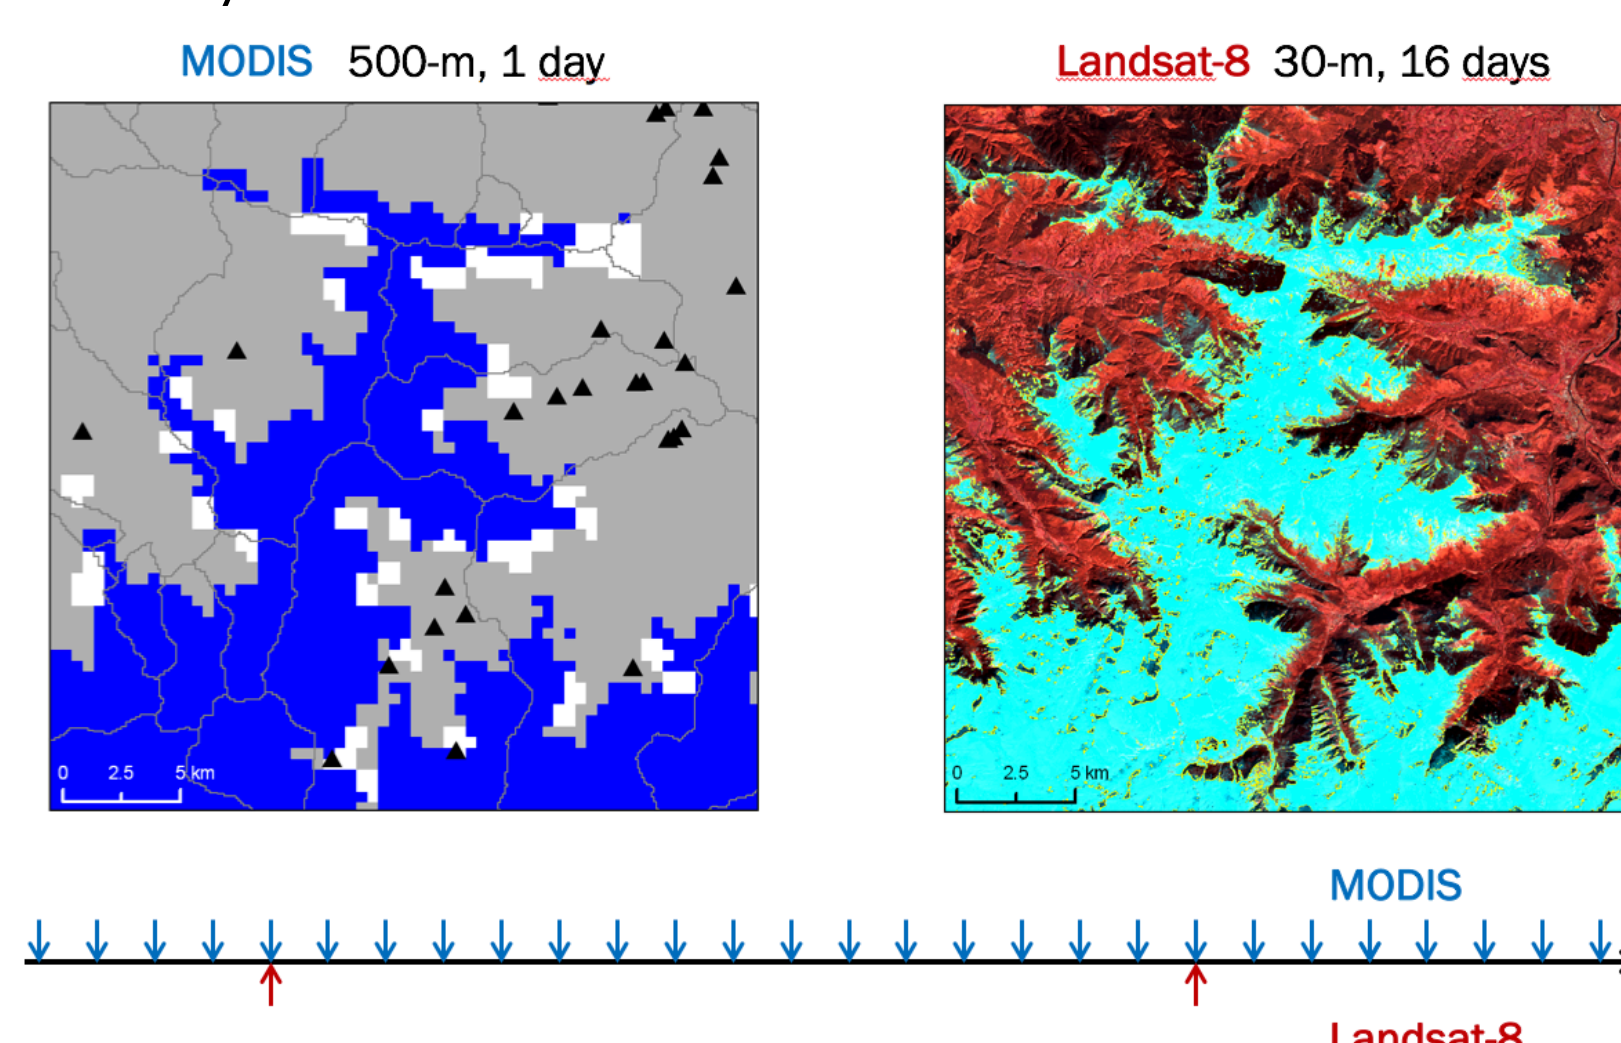 MODIS 500-m, 1 day
Landsat-8 30-m, 16 days
0 2.5 5 km
0 2.5 5 km
MODIS
Landsat-8